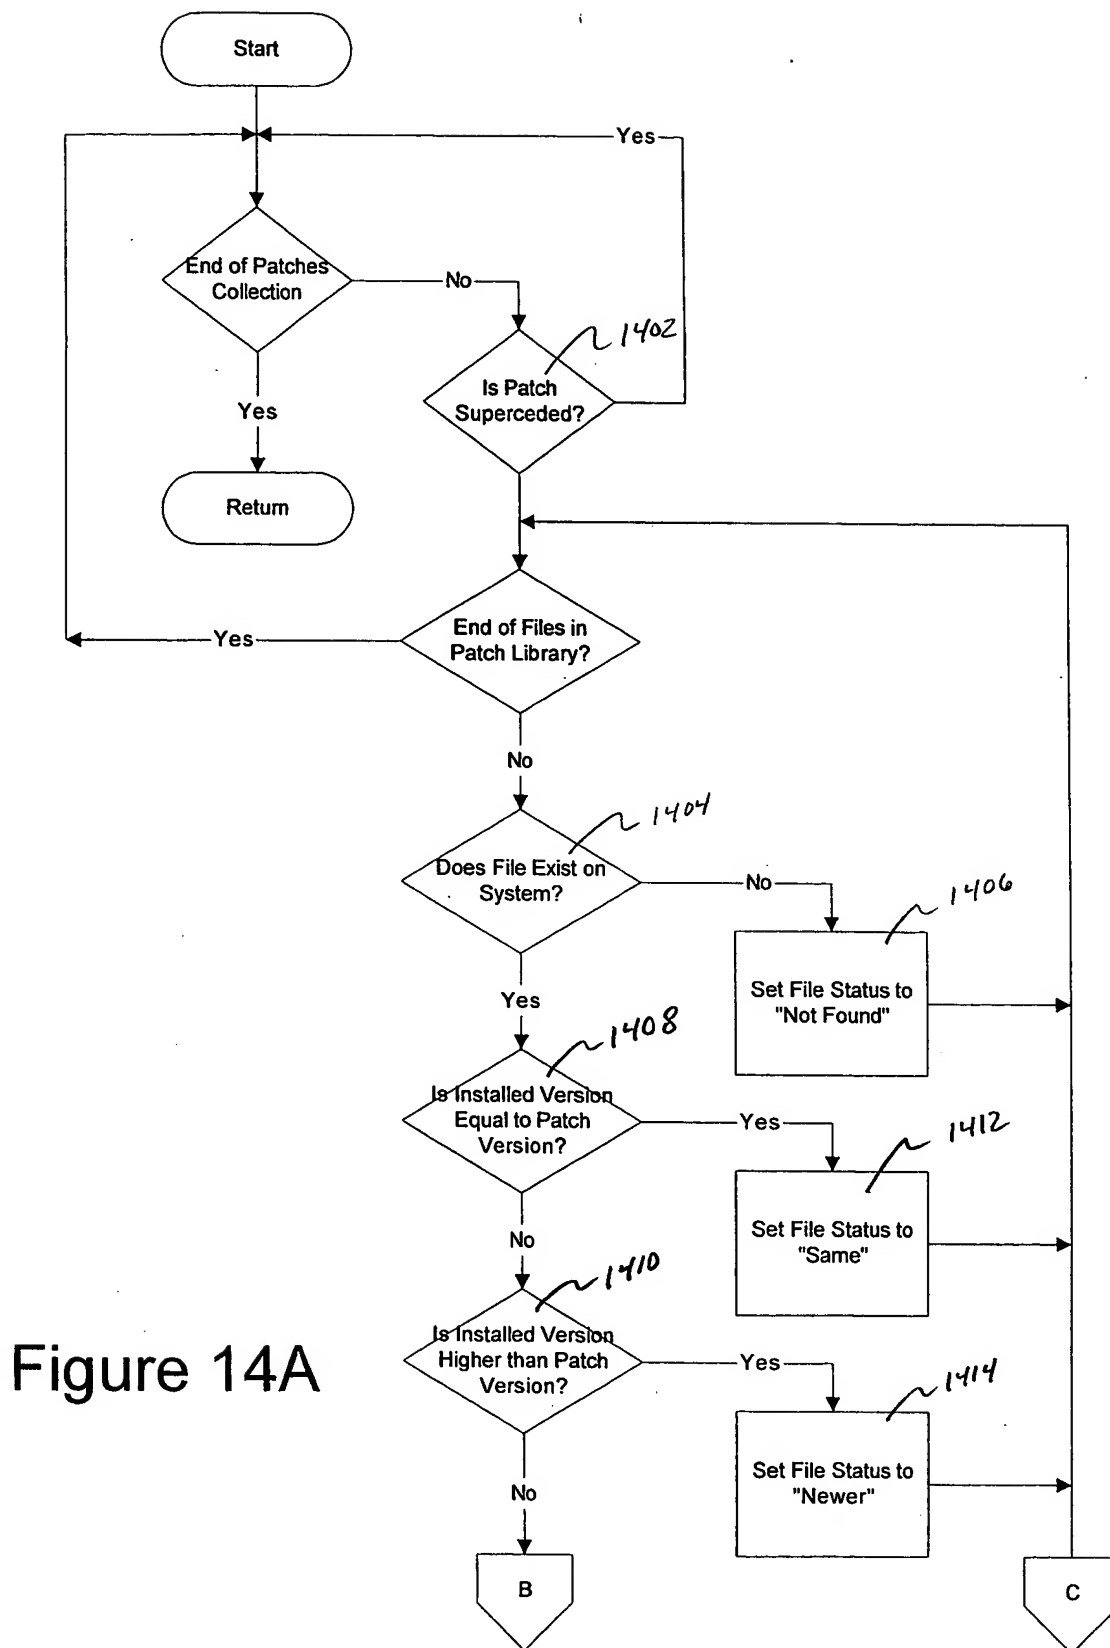 Start
Yes
End of Patches
Collection
No
1402
Is Patch
Superceded?
Yes
Return
End of Files in
Patch Library?
Yes
No
1404
Does File Exist on
System?
No
1406
Set File Status to
"Not Found"
Yes
1408
Is Installed Version
Equal to Patch
Version?
Yes
1412
Set File Status to
"Same"
No
1410
Is Installed Version
Higher than Patch
Version?
Yes
1414
Set File Status to
"Newer"
Figure 14A
No
B
C